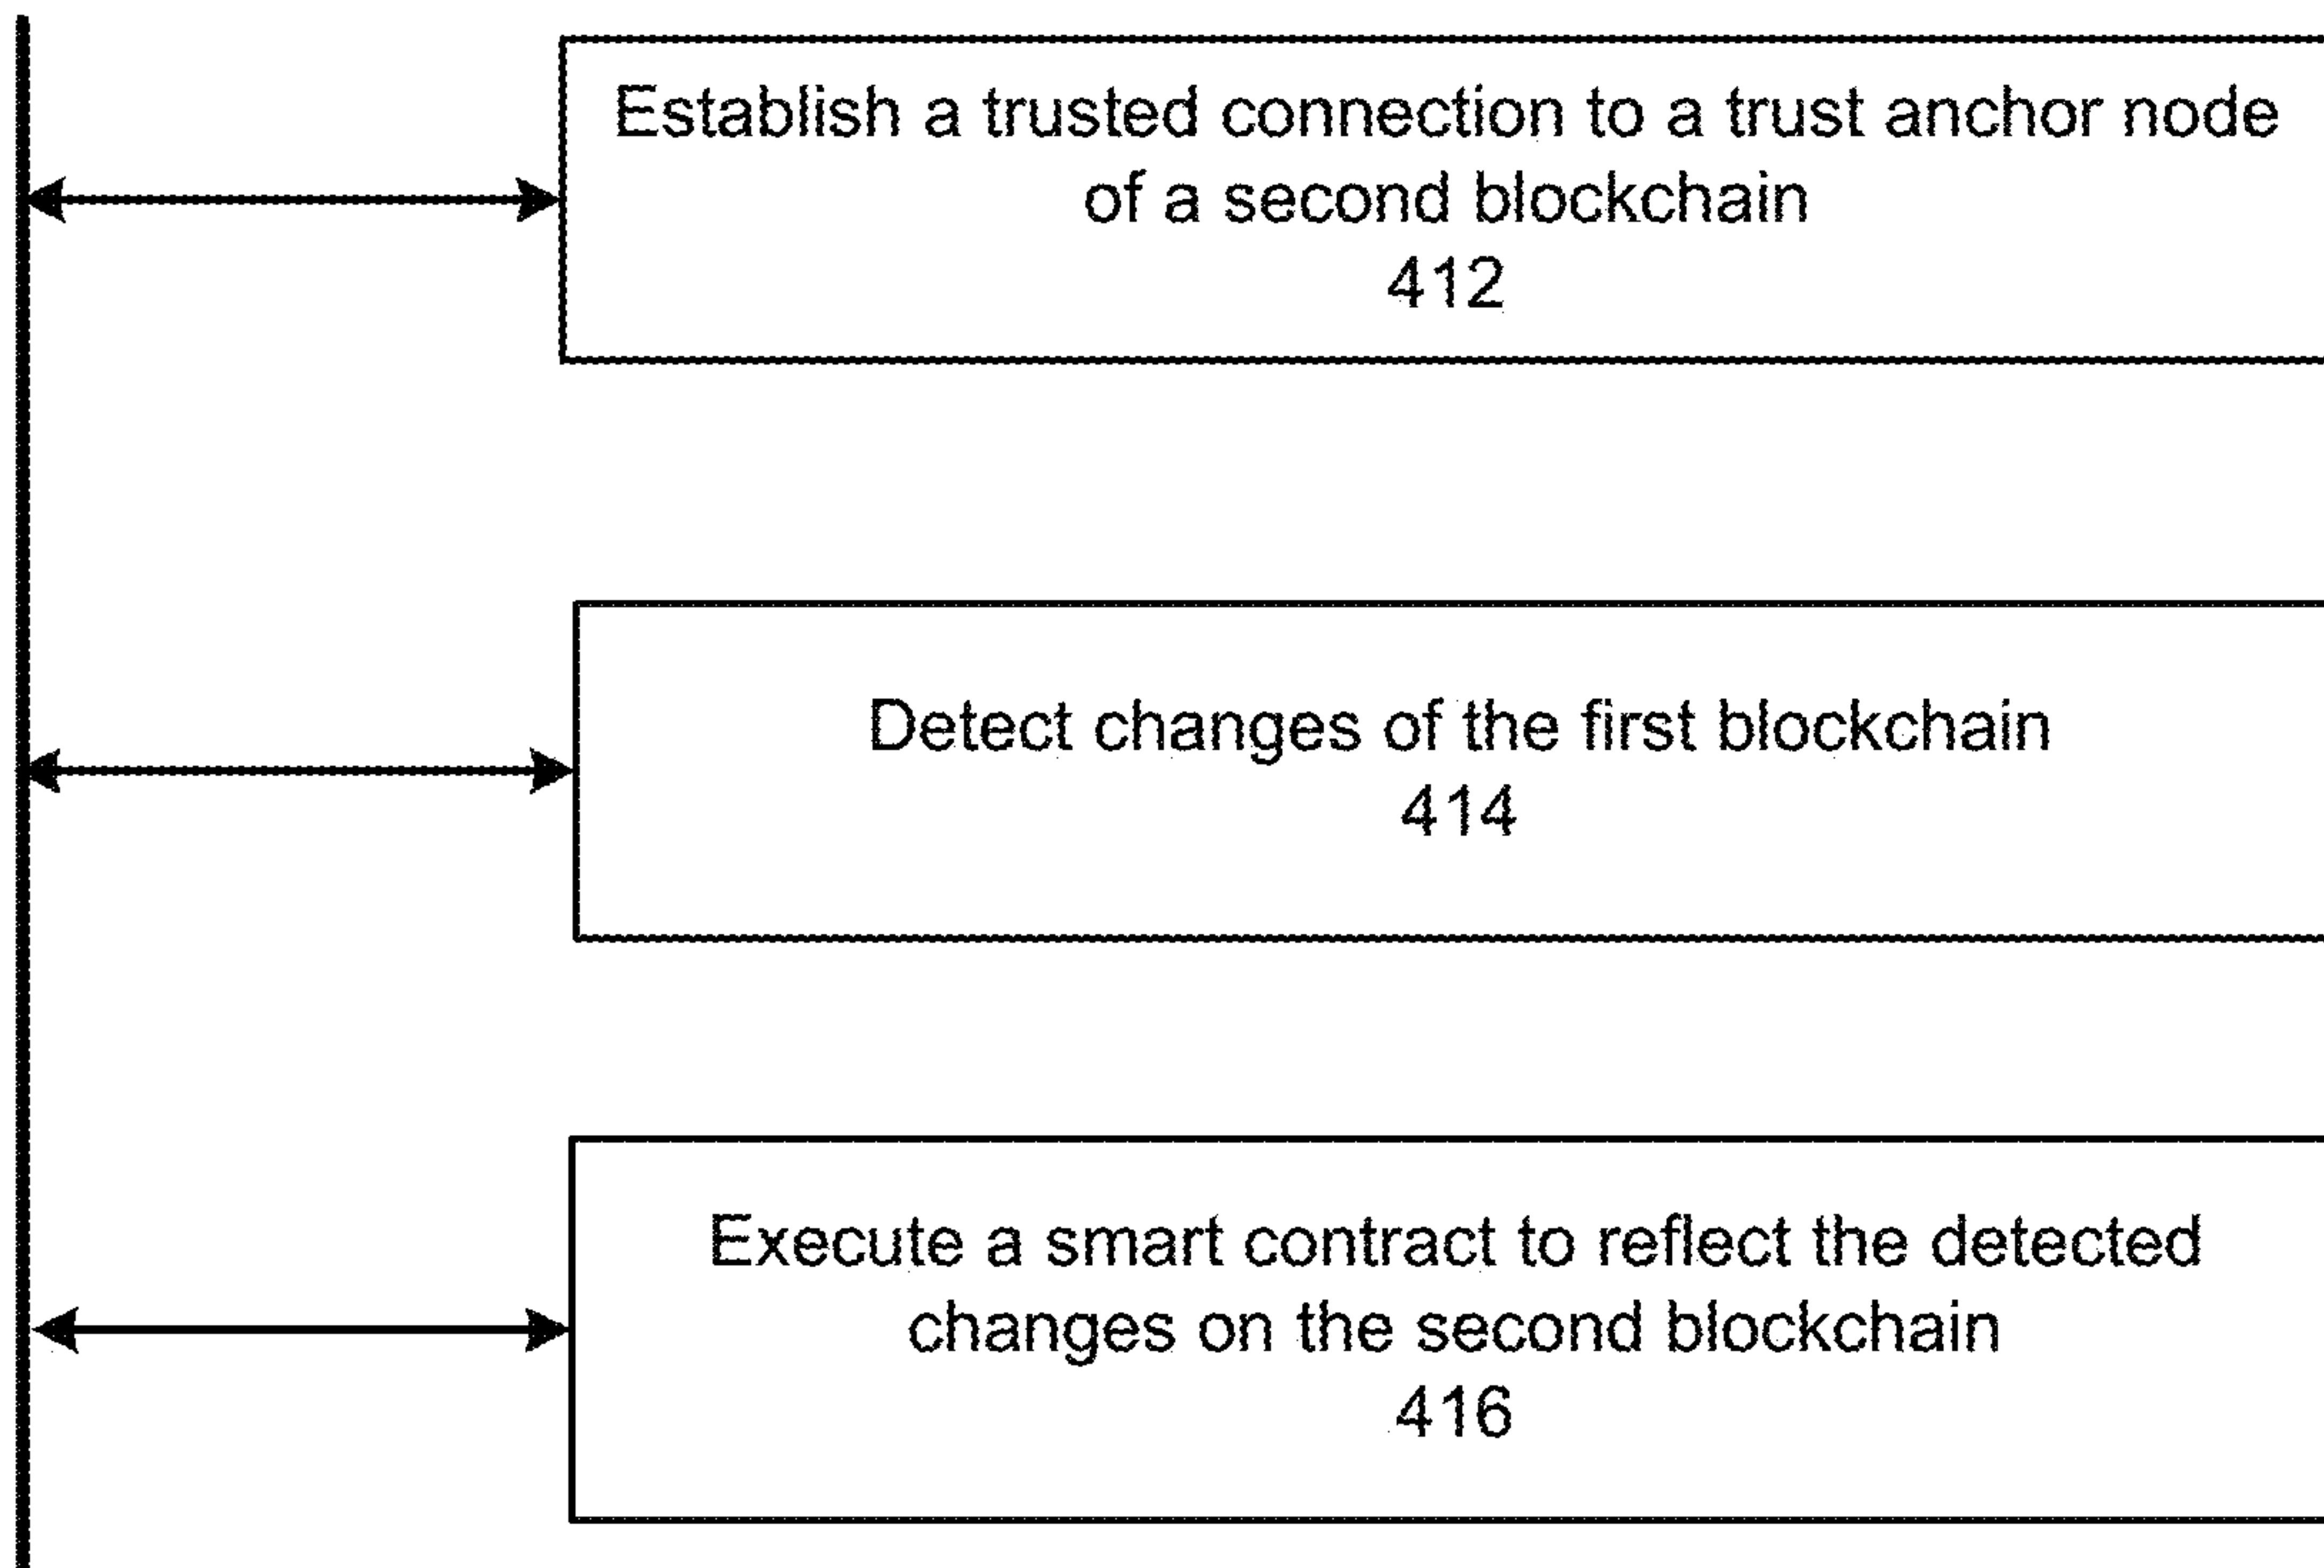 Establish a trusted connection to a trust anchor node
of a second blockchain
412
Detect changes of the first blockchain
414
Execute a smart contract to reflect the detected
changes on the second blockchain
416